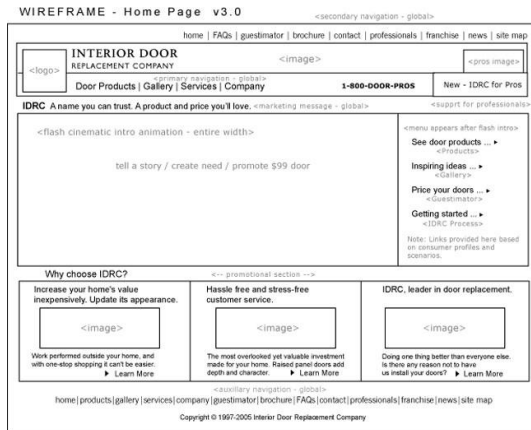 WIREFRAME - Home Page v3.0
<secondary navigation - global>
home | FAQs | guestimator | brochure | contact | professionals | franchise | news | site map
<logo>
INTERIOR DOOR
REPLACEMENT COMPANY
<image>
<pros image>
<primary navigation - global>
Door Products | Gallery | Services | Company
1-800-DOOR-PROS
New - IDRC for Pros
IDRC A name you can trust. A product and price you'll love. <marketing message - global>
<supprt for professionals>
<flash cinematic intro animation - entire width>
tell a story / create need / promote $99 door
<menu appears after flash intro>
See door products ... ▸
<Products>
Inspiring ideas ... ▸
<Gallery>
Price your doors ... ▸
<Guestimator>
Getting started ... ▸
<IDRC Process>
Note: Links provided here based
on consumer profiles and
scenarios.
Why choose IDRC?
<-- promotional section -->
Increase your home's value
inexpensively. Update its appearance.
<image>
Work performed outside your home, and
with one-stop shopping it can't be easier.
▸ Learn More
Hassle free and stress-free
customer service.
<image>
The most overlooked yet valuable investment
made for your home. Raised panel doors add
depth and character. ▸ Learn More
IDRC, leader in door replacement.
<image>
Doing one thing better than everyone else.
Is there any reason not to have
us install your doors? ▸ Learn More
<auxillary navigation - global>
home|products|gallery|services|company|guestimator|brochure|FAQs|contact|professionals|franchise|news|site map
Copyright © 1997-2005 Interior Door Replacement Company